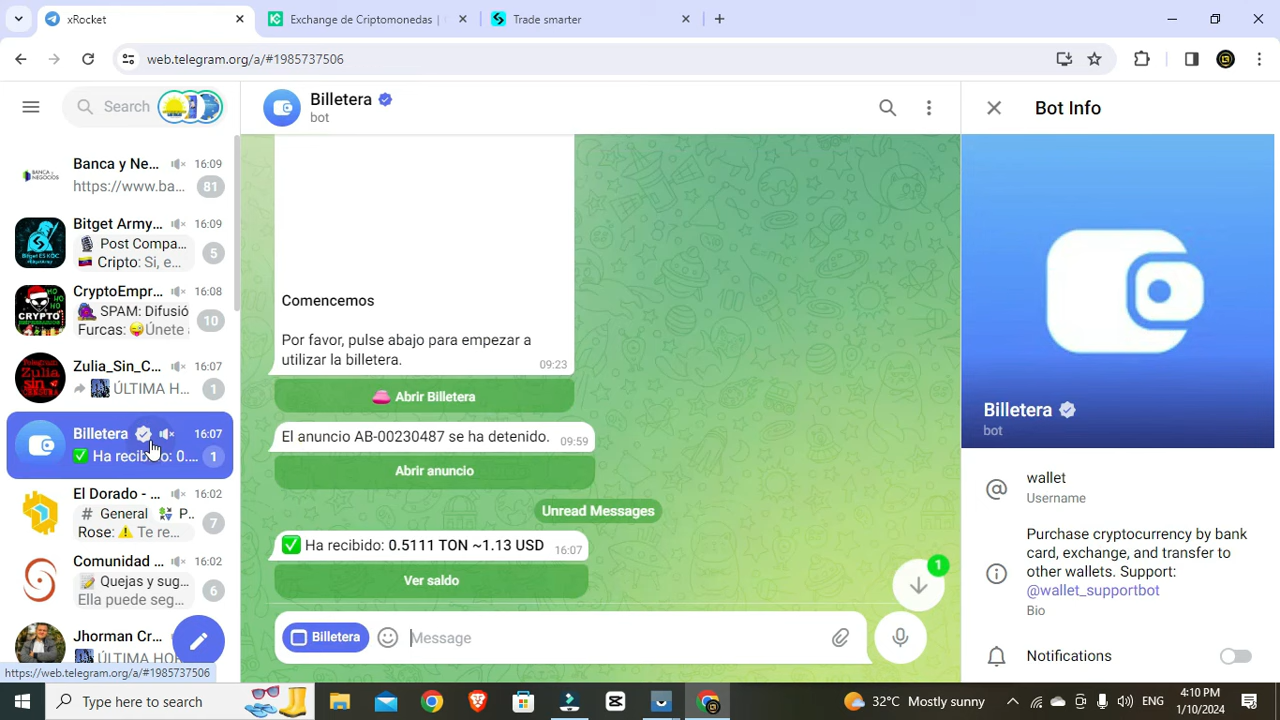 xRocket
Exchange de Criptomonedas |
Trade smarter
web.telegram.org/a/#1985737506
Search
Banca y Ne... 16:09
https://www.ba... 81
Bitget Army... 16:09
Post Compa...
Cripto: Si, e... 5
CryptoEmpr... 16:08
SPAM: Difusió
Furcas: 😜Únete a 10
Zulia_Sin_C... 16:07
ÚLTIMA H... 1
Billetera 16:07
✅ Ha recibido: 0.... 1
El Dorado - ... 16:02
# General P...
Rose: ⚠️ Te re... 7
Comunidad ... 16:02
Quejas y sug...
Ella puede seg... 6
Jhorman Cr...
ÚLTIMA HOR
https://web.telegram.org/a/#1985737506
Billetera
bot
Comencemos
Por favor, pulse abajo para empezar a
utilizar la billetera. 09:23
👛 Abrir Billetera
El anuncio AB-00230487 se ha detenido. 09:59
Abrir anuncio
Unread Messages
✅ Ha recibido: 0.5111 TON ~1.13 USD 16:07
Ver saldo
1
Billetera Message
Bot Info
Billetera
bot
wallet
Username
Purchase cryptocurrency by bank
card, exchange, and transfer to
other wallets. Support:
@wallet_supportbot
Bio
Notifications
Type here to search
32°C Mostly sunny
ENG
4:10 PM
1/10/2024